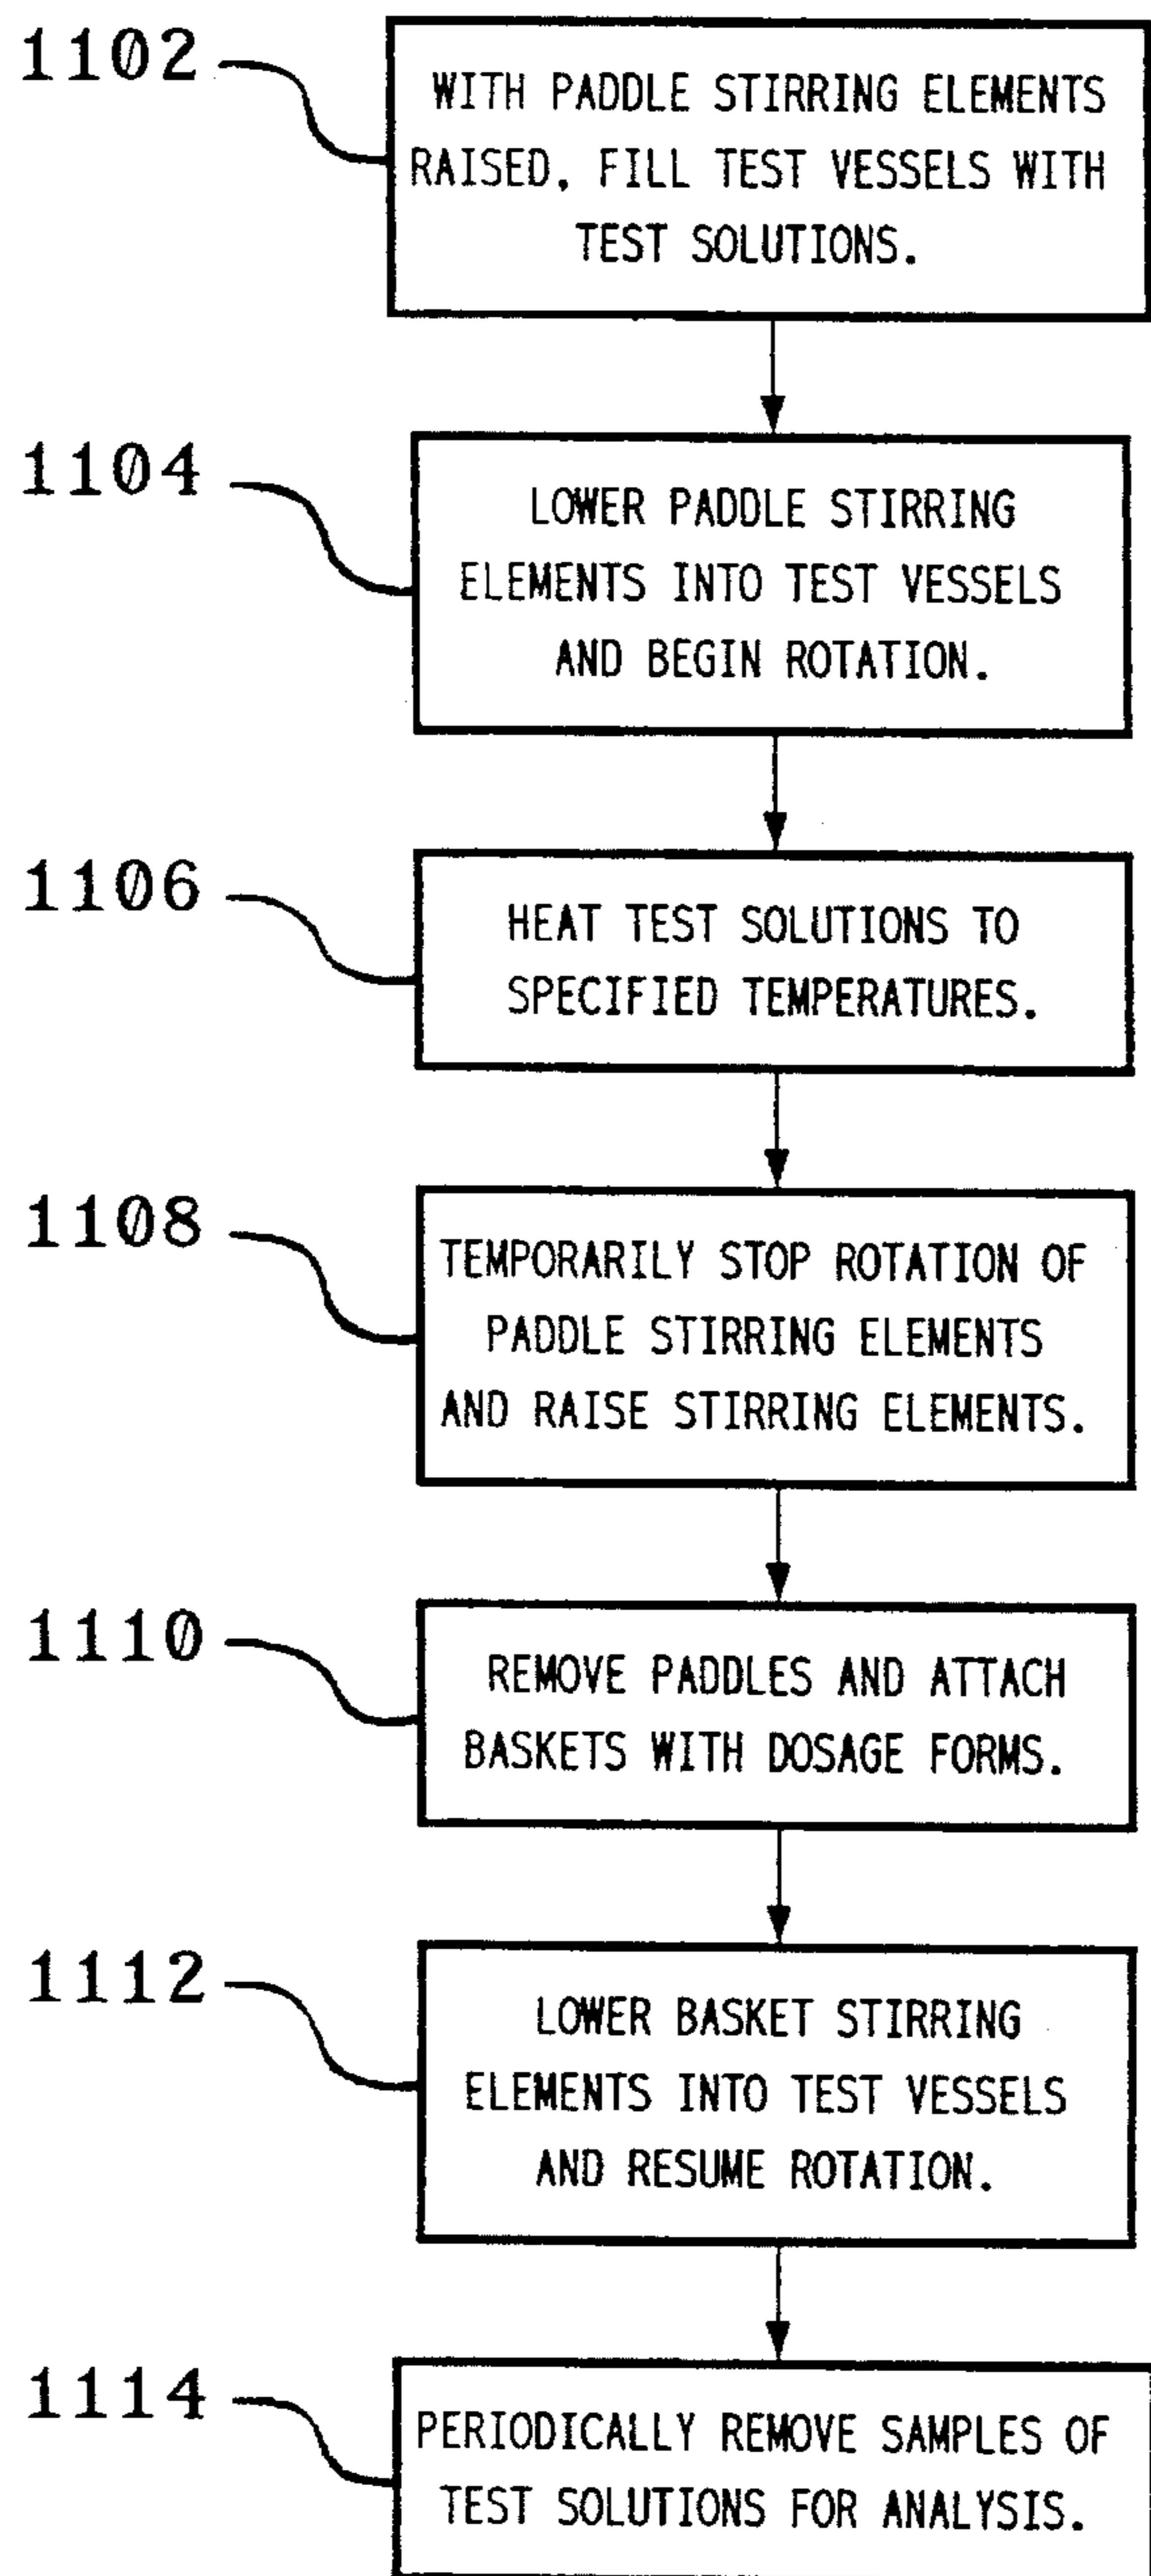 1102
WITH PADDLE STIRRING ELEMENTS
RAISED, FILL TEST VESSELS WITH
TEST SOLUTIONS.
1104
LOWER PADDLE STIRRING
ELEMENTS INTO TEST VESSELS
AND BEGIN ROTATION.
1106
HEAT TEST SOLUTIONS TO
SPECIFIED TEMPERATURES.
1108
TEMPORARILY STOP ROTATION OF
PADDLE STIRRING ELEMENTS
AND RAISE STIRRING ELEMENTS.
1110
REMOVE PADDLES AND ATTACH
BASKETS WITH DOSAGE FORMS.
1112
LOWER BASKET STIRRING
ELEMENTS INTO TEST VESSELS
AND RESUME ROTATION.
1114
PERIODICALLY REMOVE SAMPLES OF
TEST SOLUTIONS FOR ANALYSIS.